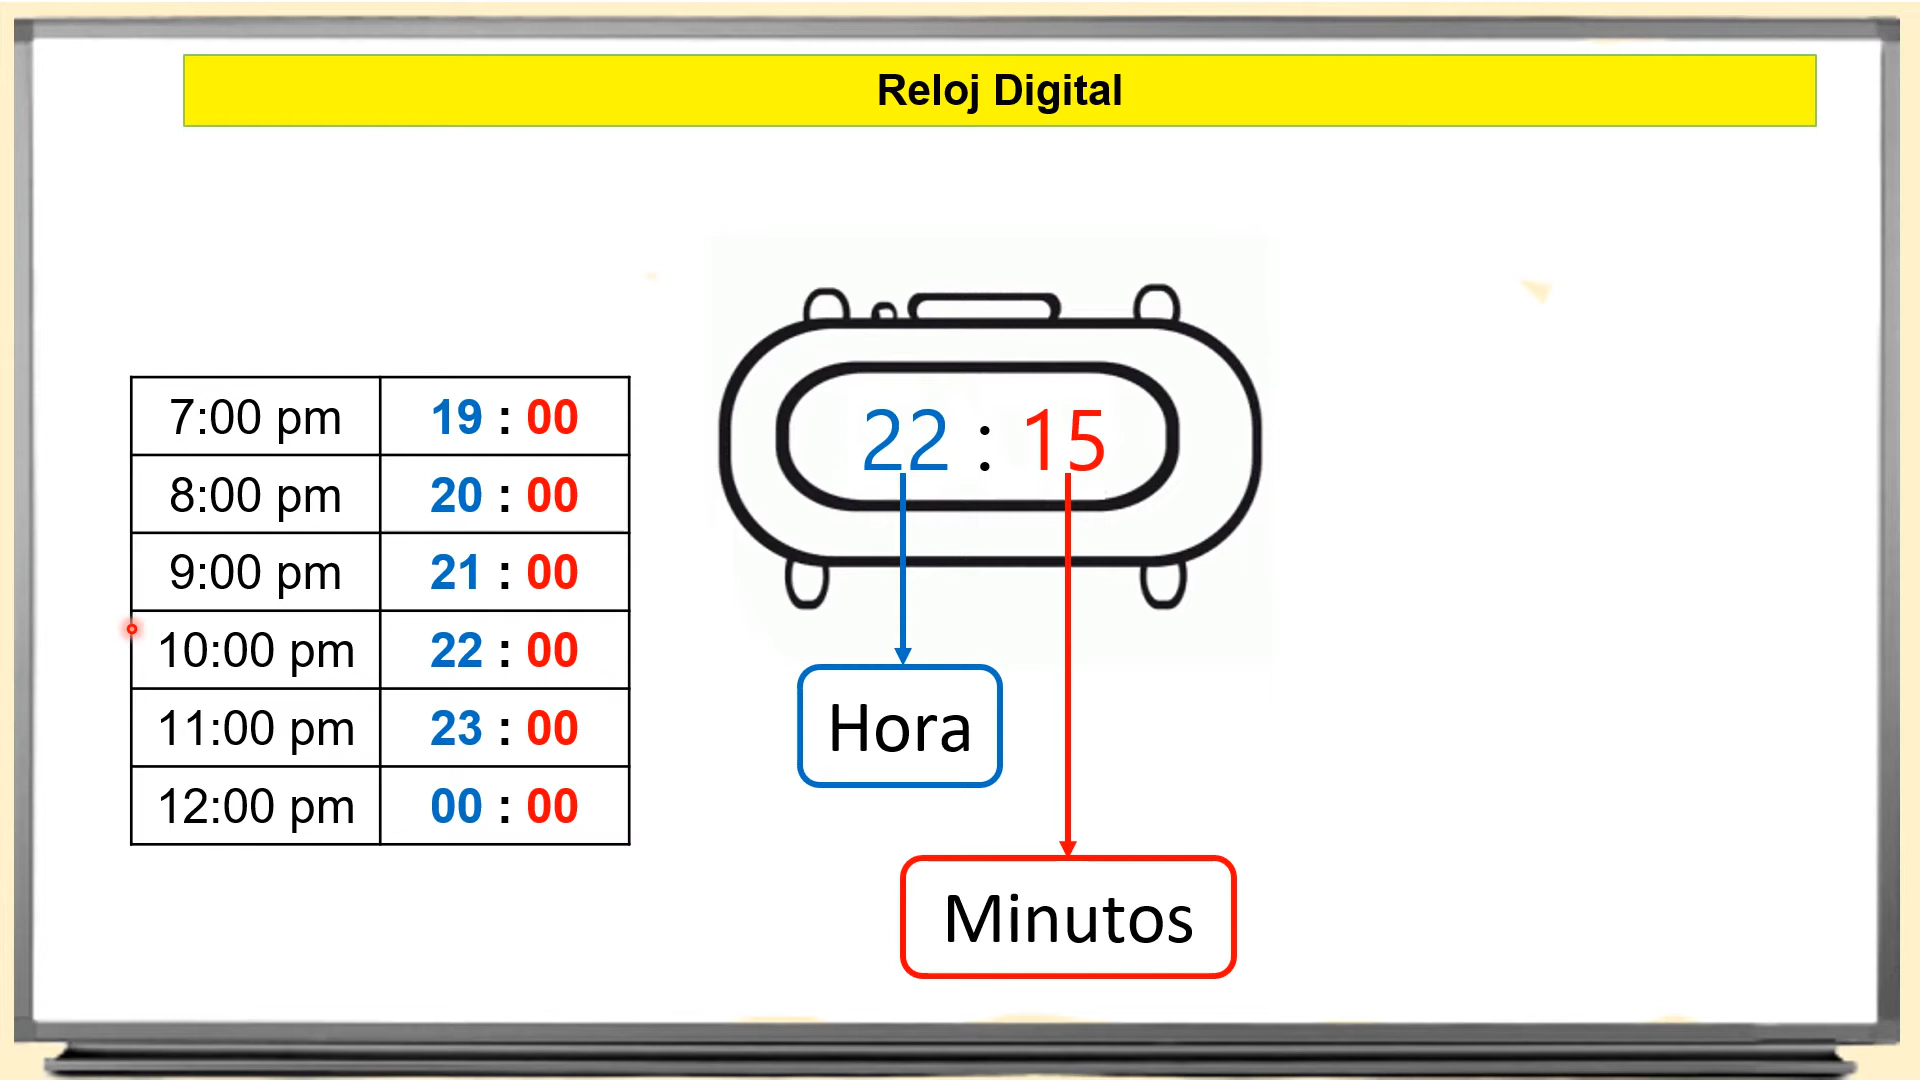 Reloj Digital
7:00 pm 19 : 00
8:00 pm 20 : 00
9:00 pm 21 : 00
10:00 pm 22 : 00
11:00 pm 23 : 00
12:00 pm 00 : 00
22 : 15
Hora
Minutos